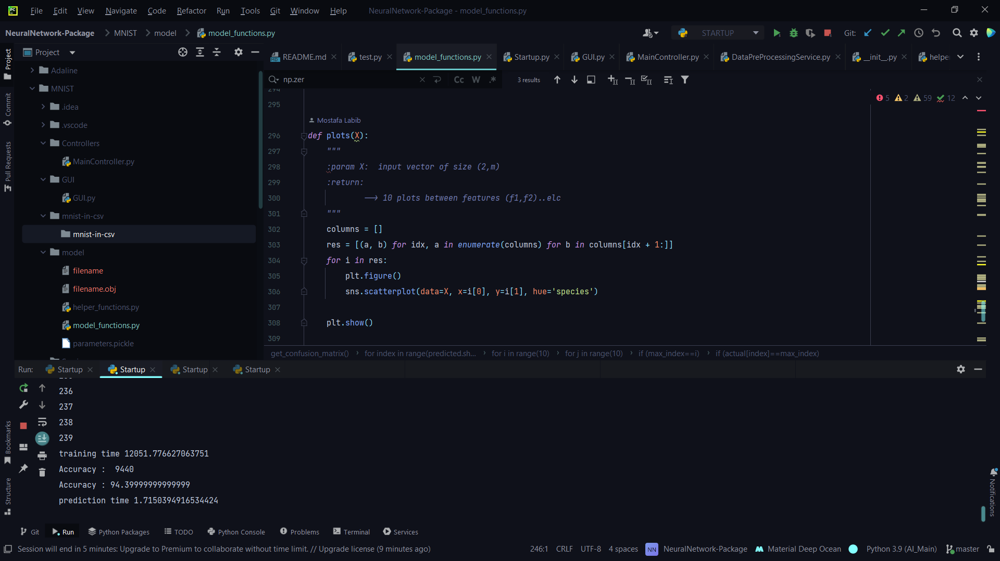 File Edit View Navigate Code Refactor Run Tools Git Window Help NeuralNetwork-Package - model_functions.py
NeuralNetwork-Package MNIST model model_functions.py STARTUP Git:
Project
README.md test.py model_functions.py Startup.py GUI.py MainController.py DataPreProcessingService.py __init__.py helpe
np.zer Cc W .* 3 results
Project
Commit
Pull Requests
Bookmarks
Structure
Adaline
MNIST
.idea
.vscode
Controllers
MainController.py
GUI
GUI.py
mnist-in-csv
mnist-in-csv
model
filename
filename.obj
helper_functions.py
model_functions.py
parameters.pickle
5 2 59 12
294
295
Mostafa Labib
296 def plots(X):
297 """
298 :param X:  input vector of size (2,m)
299 :return:
300 --> 10 plots between features (f1,f2)..elc
301 """
302 columns = []
303 res = [(a, b) for idx, a in enumerate(columns) for b in columns[idx + 1:]]
304 for i in res:
305 plt.figure()
306 sns.scatterplot(data=X, x=i[0], y=i[1], hue='species')
307
308 plt.show()
309
get_confusion_matrix() › for index in range(predicted.sh... › for i in range(10) › for j in range(10) › if (max_index==i) › if (actual[index]==max_index)
Run: Startup Startup Startup Startup
236
237
238
239
training time 12051.776627063751
Accuracy :  9440
Accuracy : 94.39999999999999
prediction time 1.7150394916534424
Notifications
Git Run Python Packages TODO Python Console Problems Terminal Services
Session will end in 5 minutes: Upgrade to Premium to collaborate without time limit. // Upgrade license (9 minutes ago) 246:1 CRLF UTF-8 4 spaces NN NeuralNetwork-Package Material Deep Ocean Python 3.9 (AI_Main) master